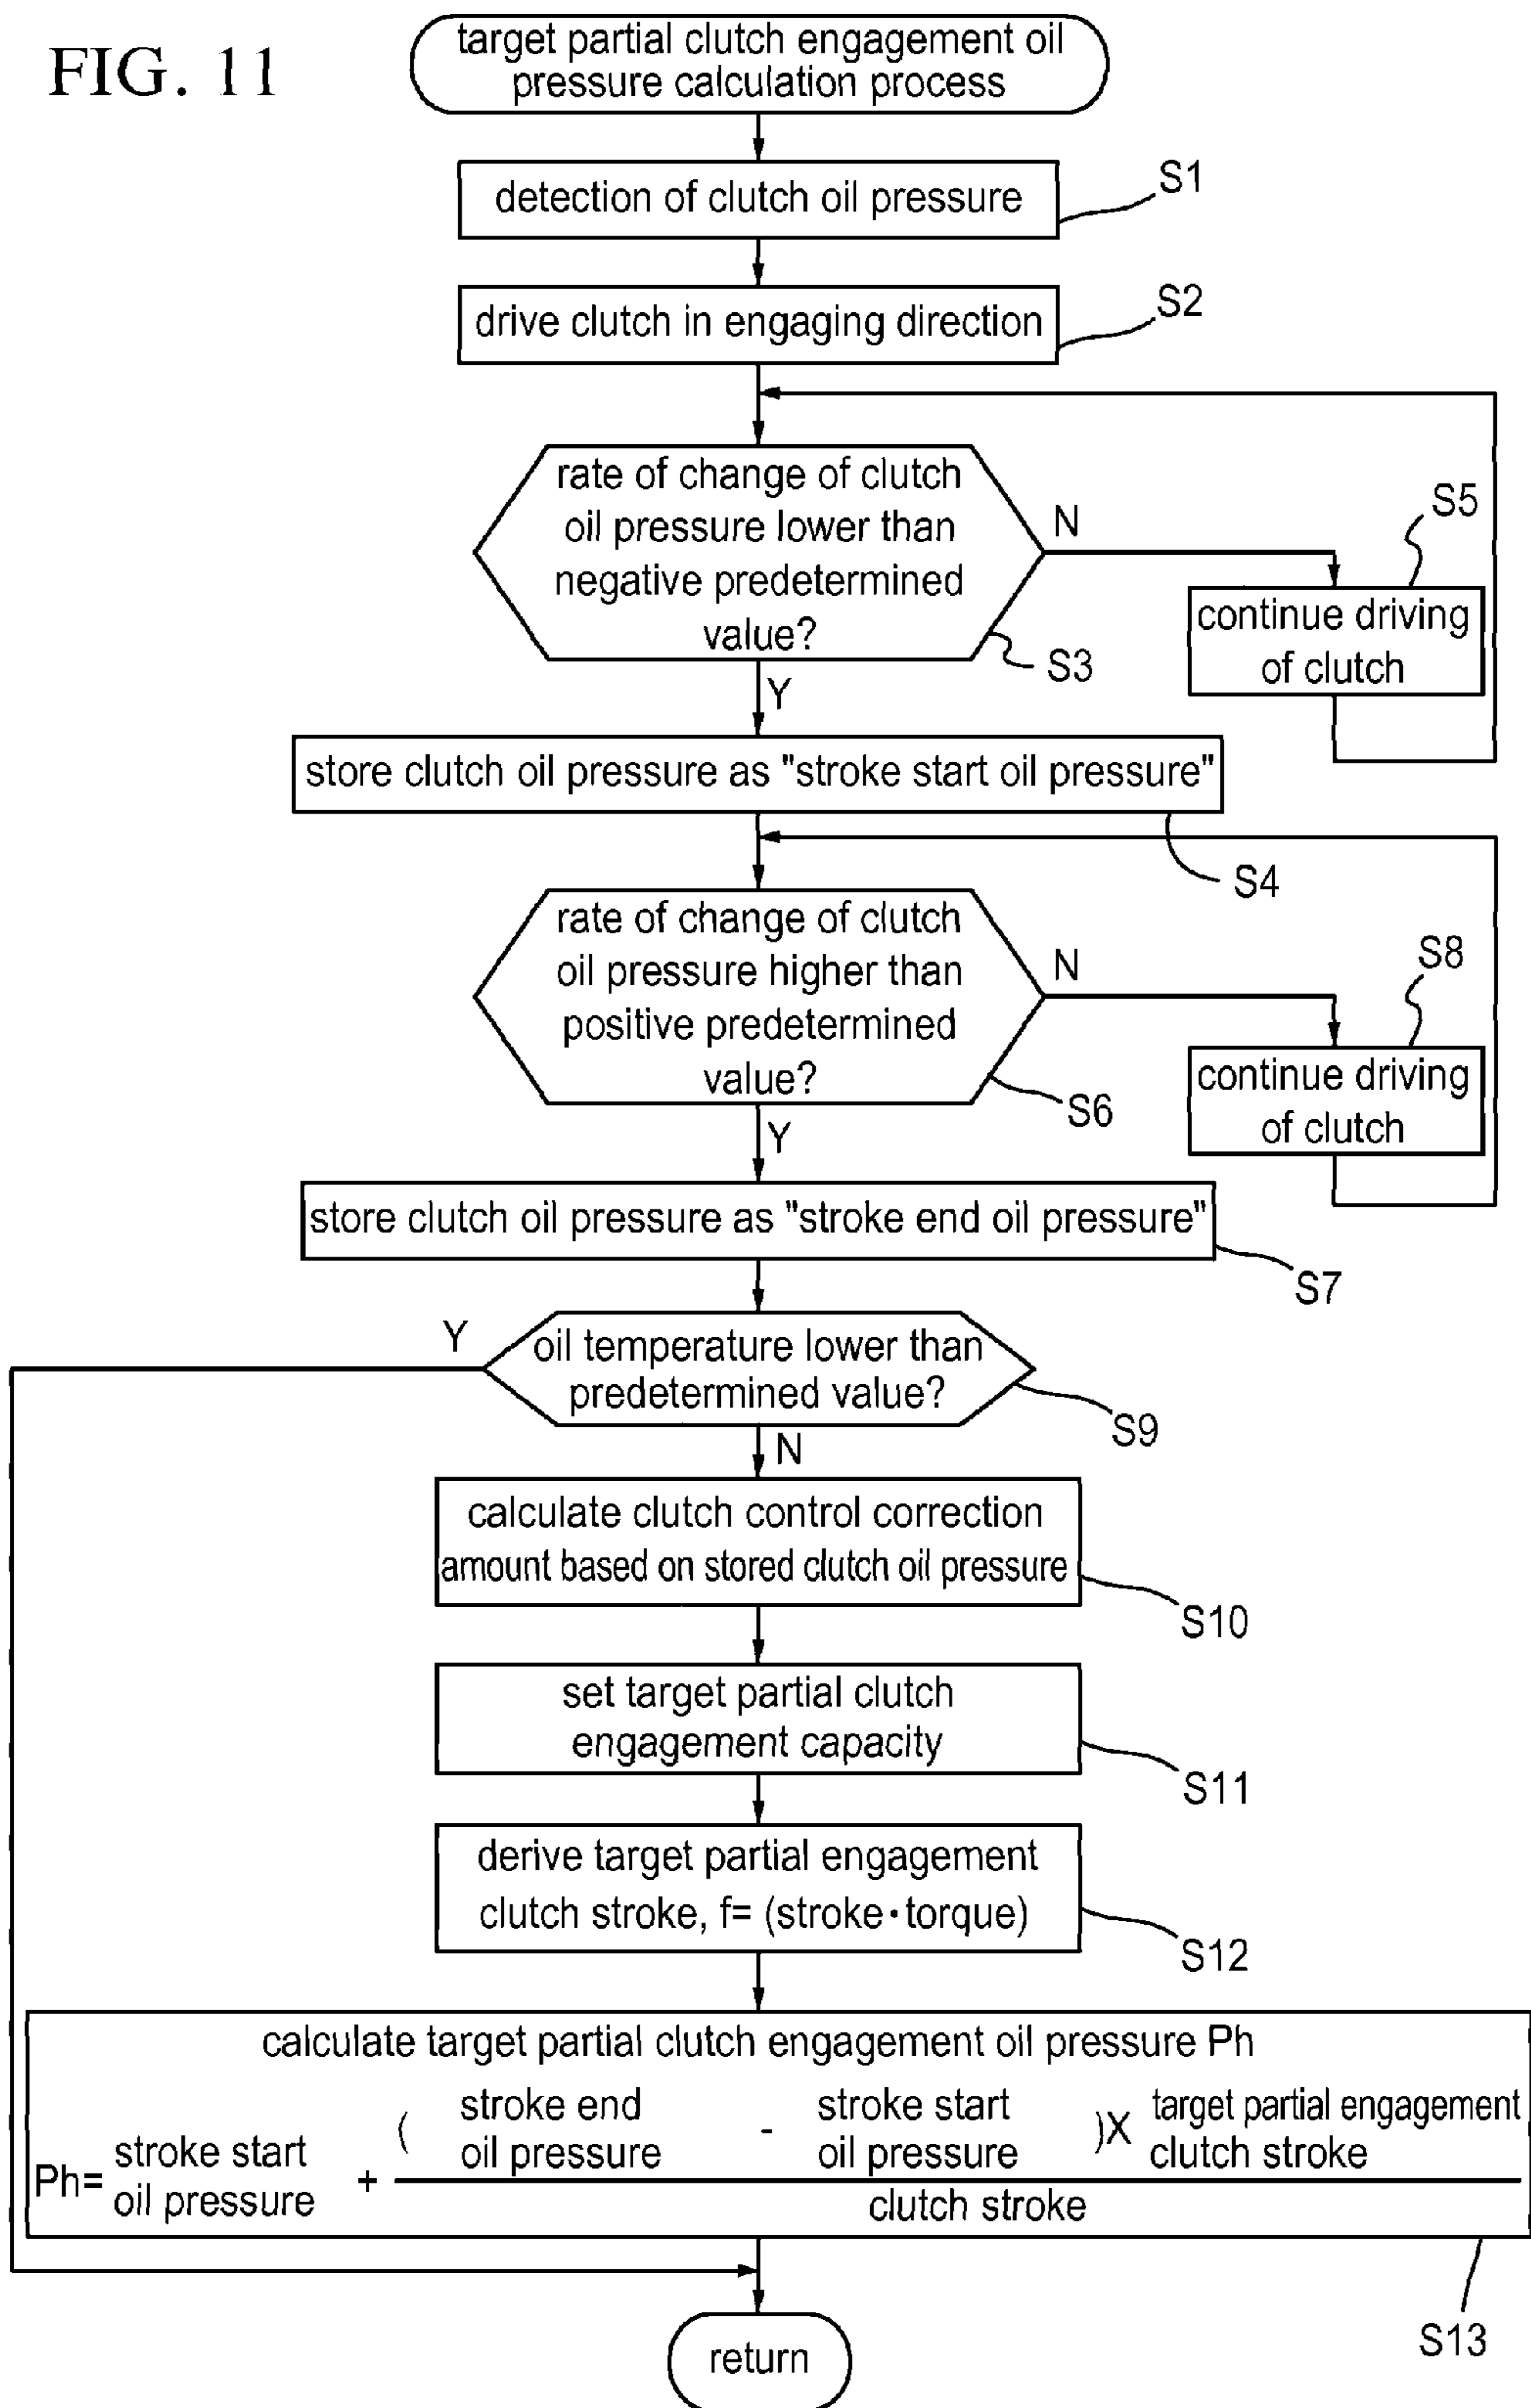 FIG. 11
target partial clutch engagement oil
pressure calculation process
detection of clutch oil pressure
S1
drive clutch in engaging direction
S2
rate of change of clutch
oil pressure lower than
negative predetermined
value?
N
S3
Y
S5
continue driving
of clutch
store clutch oil pressure as "stroke start oil pressure"
S4
rate of change of clutch
oil pressure higher than
positive predetermined
value?
N
S6
Y
S8
continue driving
of clutch
store clutch oil pressure as "stroke end oil pressure"
S7
Y
oil temperature lower than
predetermined value?
S9
N
calculate clutch control correction
amount based on stored clutch oil pressure
S10
set target partial clutch
engagement capacity
S11
derive target partial engagement
clutch stroke, f= (stroke・torque)
S12
calculate target partial clutch engagement oil pressure Ph
Ph= stroke start
oil pressure
+
( stroke end
oil pressure
- stroke start
oil pressure
)X target partial engagement
clutch stroke
clutch stroke
S13
return